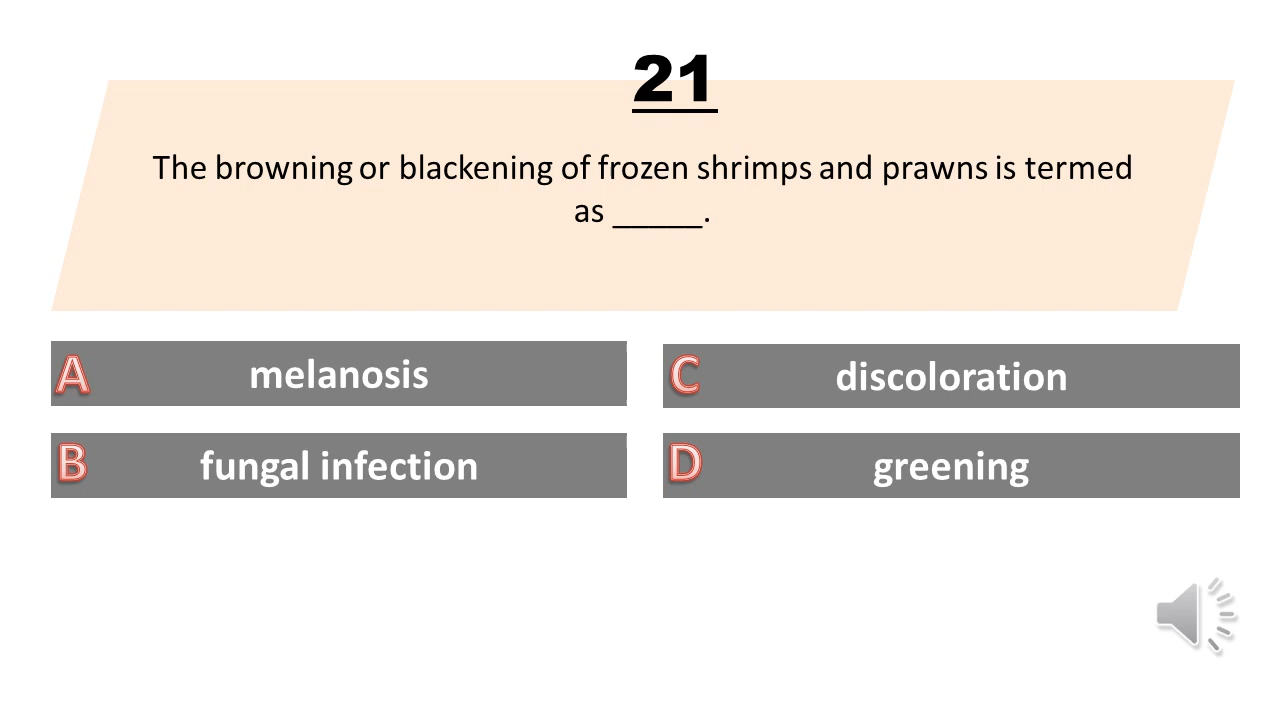 21
The browning or blackening of frozen shrimps and prawns is termed
as _____.
A melanosis
B fungal infection
C discoloration
D greening